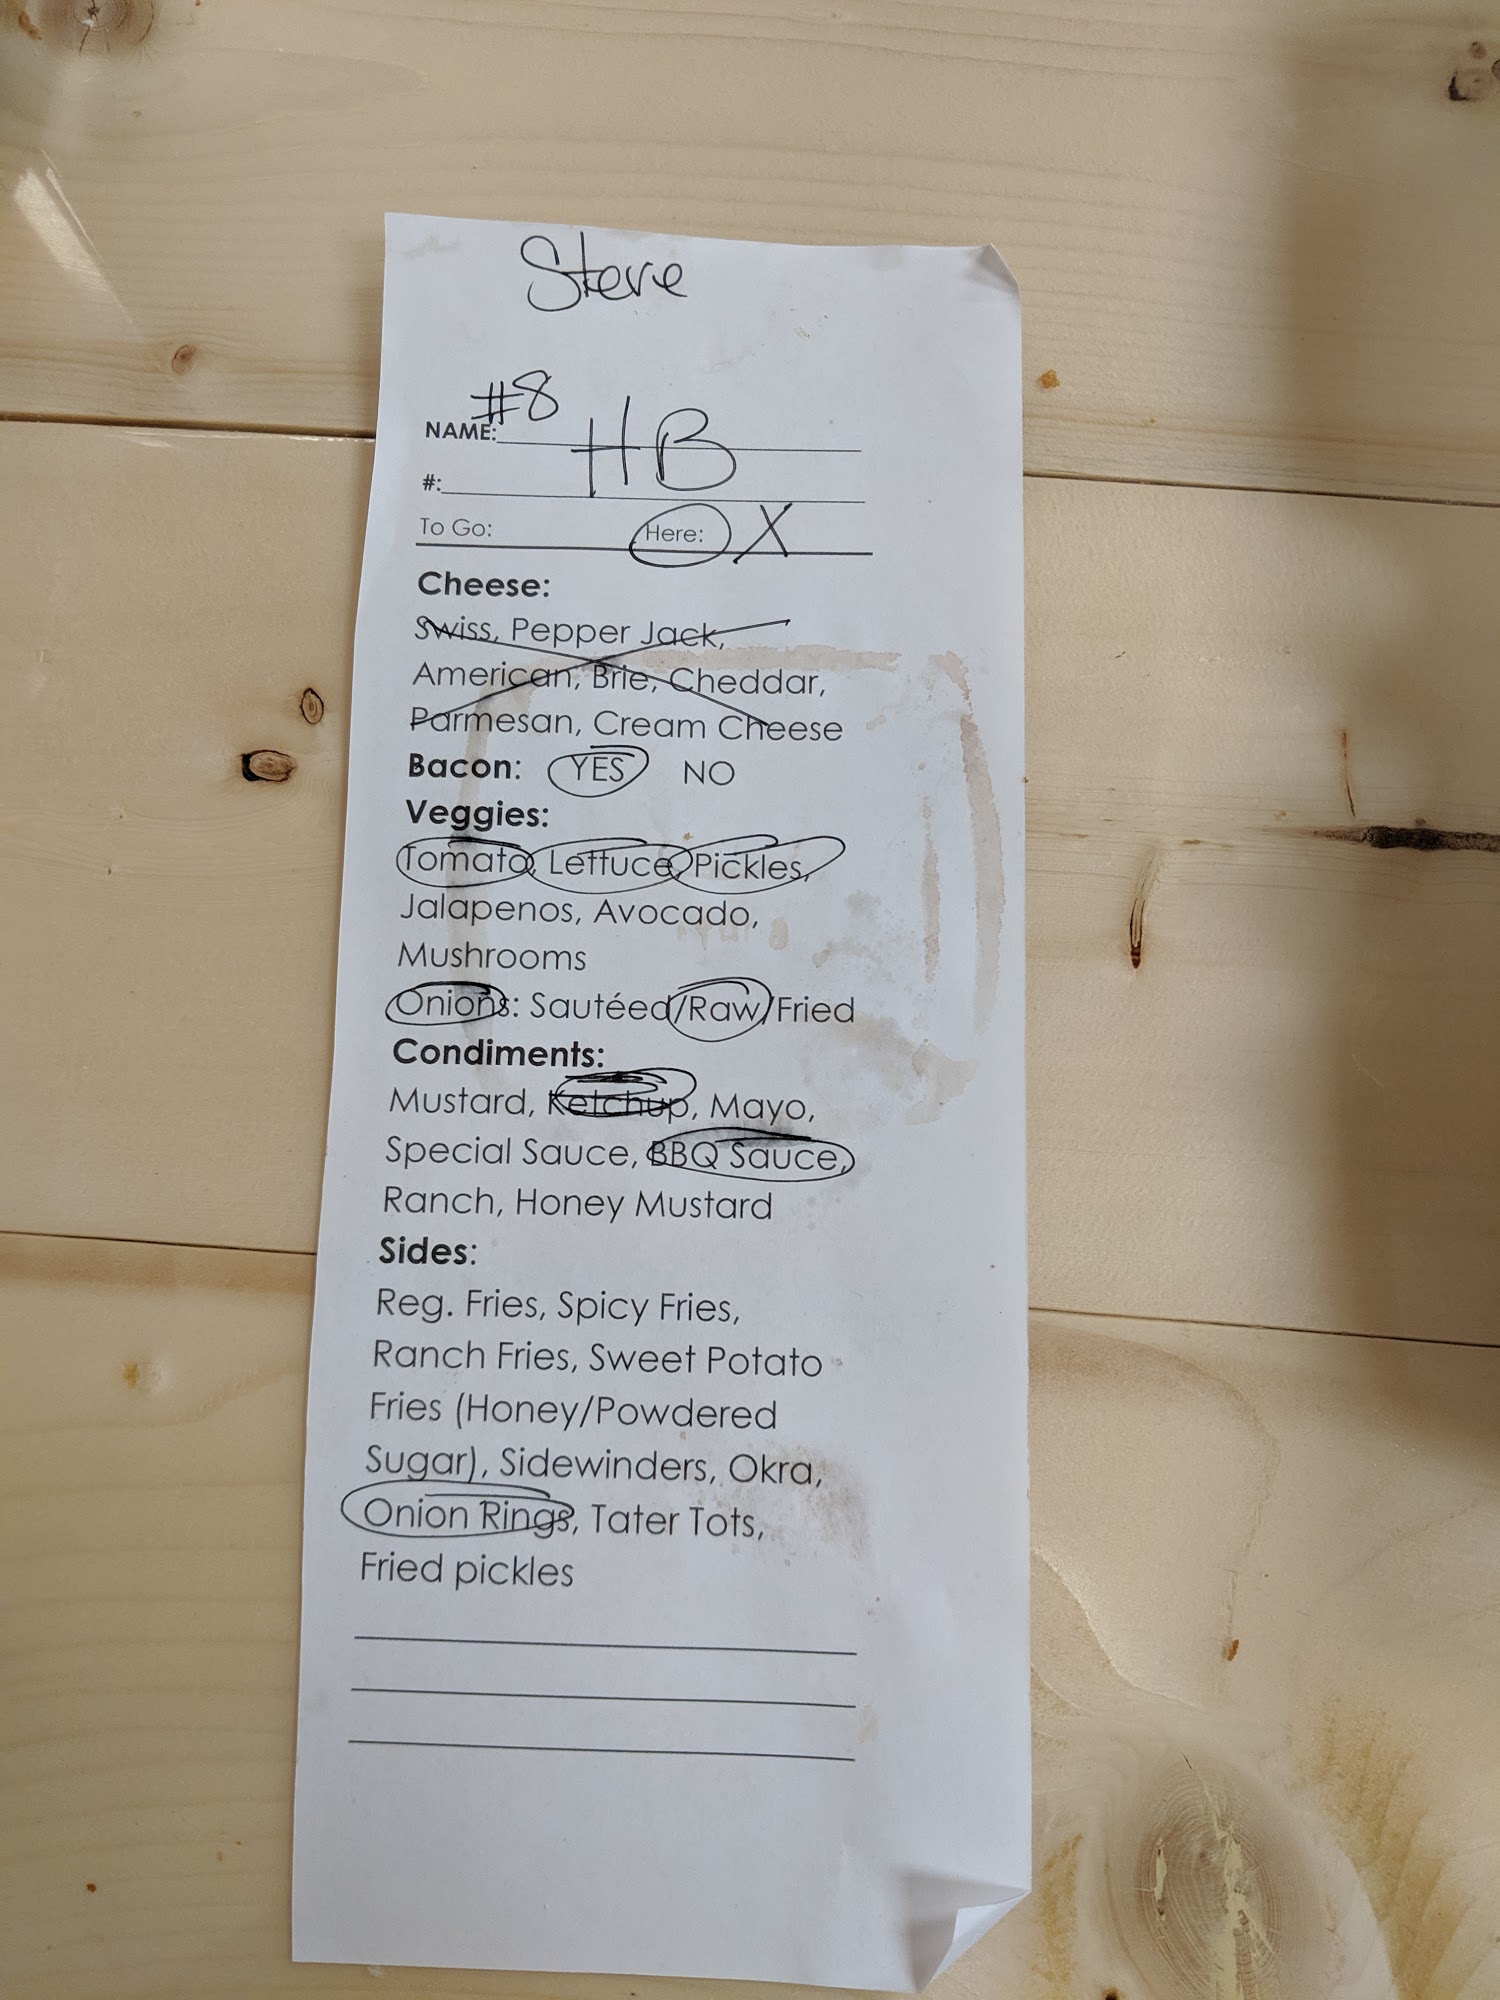 Steve
#8
NAME: HB
#:
To Go: Here: X
Cheese:
Swiss, Pepper Jack,
American, Brie, Cheddar,
Parmesan, Cream Cheese
Bacon: YES NO
Veggies:
Tomato, Lettuce, Pickles,
Jalapenos, Avocado,
Mushrooms
Onions: Sautéed/Raw/Fried
Condiments:
Mustard, Ketchup, Mayo,
Special Sauce, BBQ Sauce,
Ranch, Honey Mustard
Sides:
Reg. Fries, Spicy Fries,
Ranch Fries, Sweet Potato
Fries (Honey/Powdered
Sugar), Sidewinders, Okra,
Onion Rings, Tater Tots,
Fried pickles